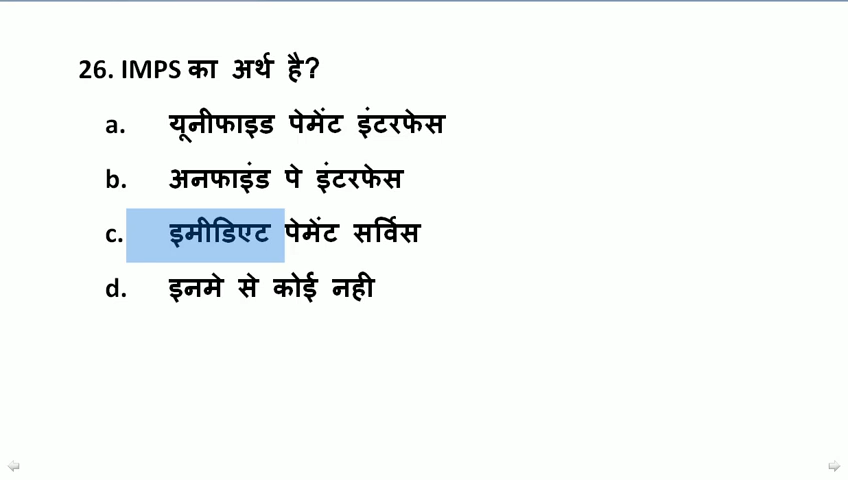 26. IMPS का अर्थ है?
a. यूनीफाइड पेमेंट इंटरफेस
b. अनफाइंड पे इंटरफेस
c. इमीडिएट पेमेंट सर्विस
d. इनमे से कोई नही